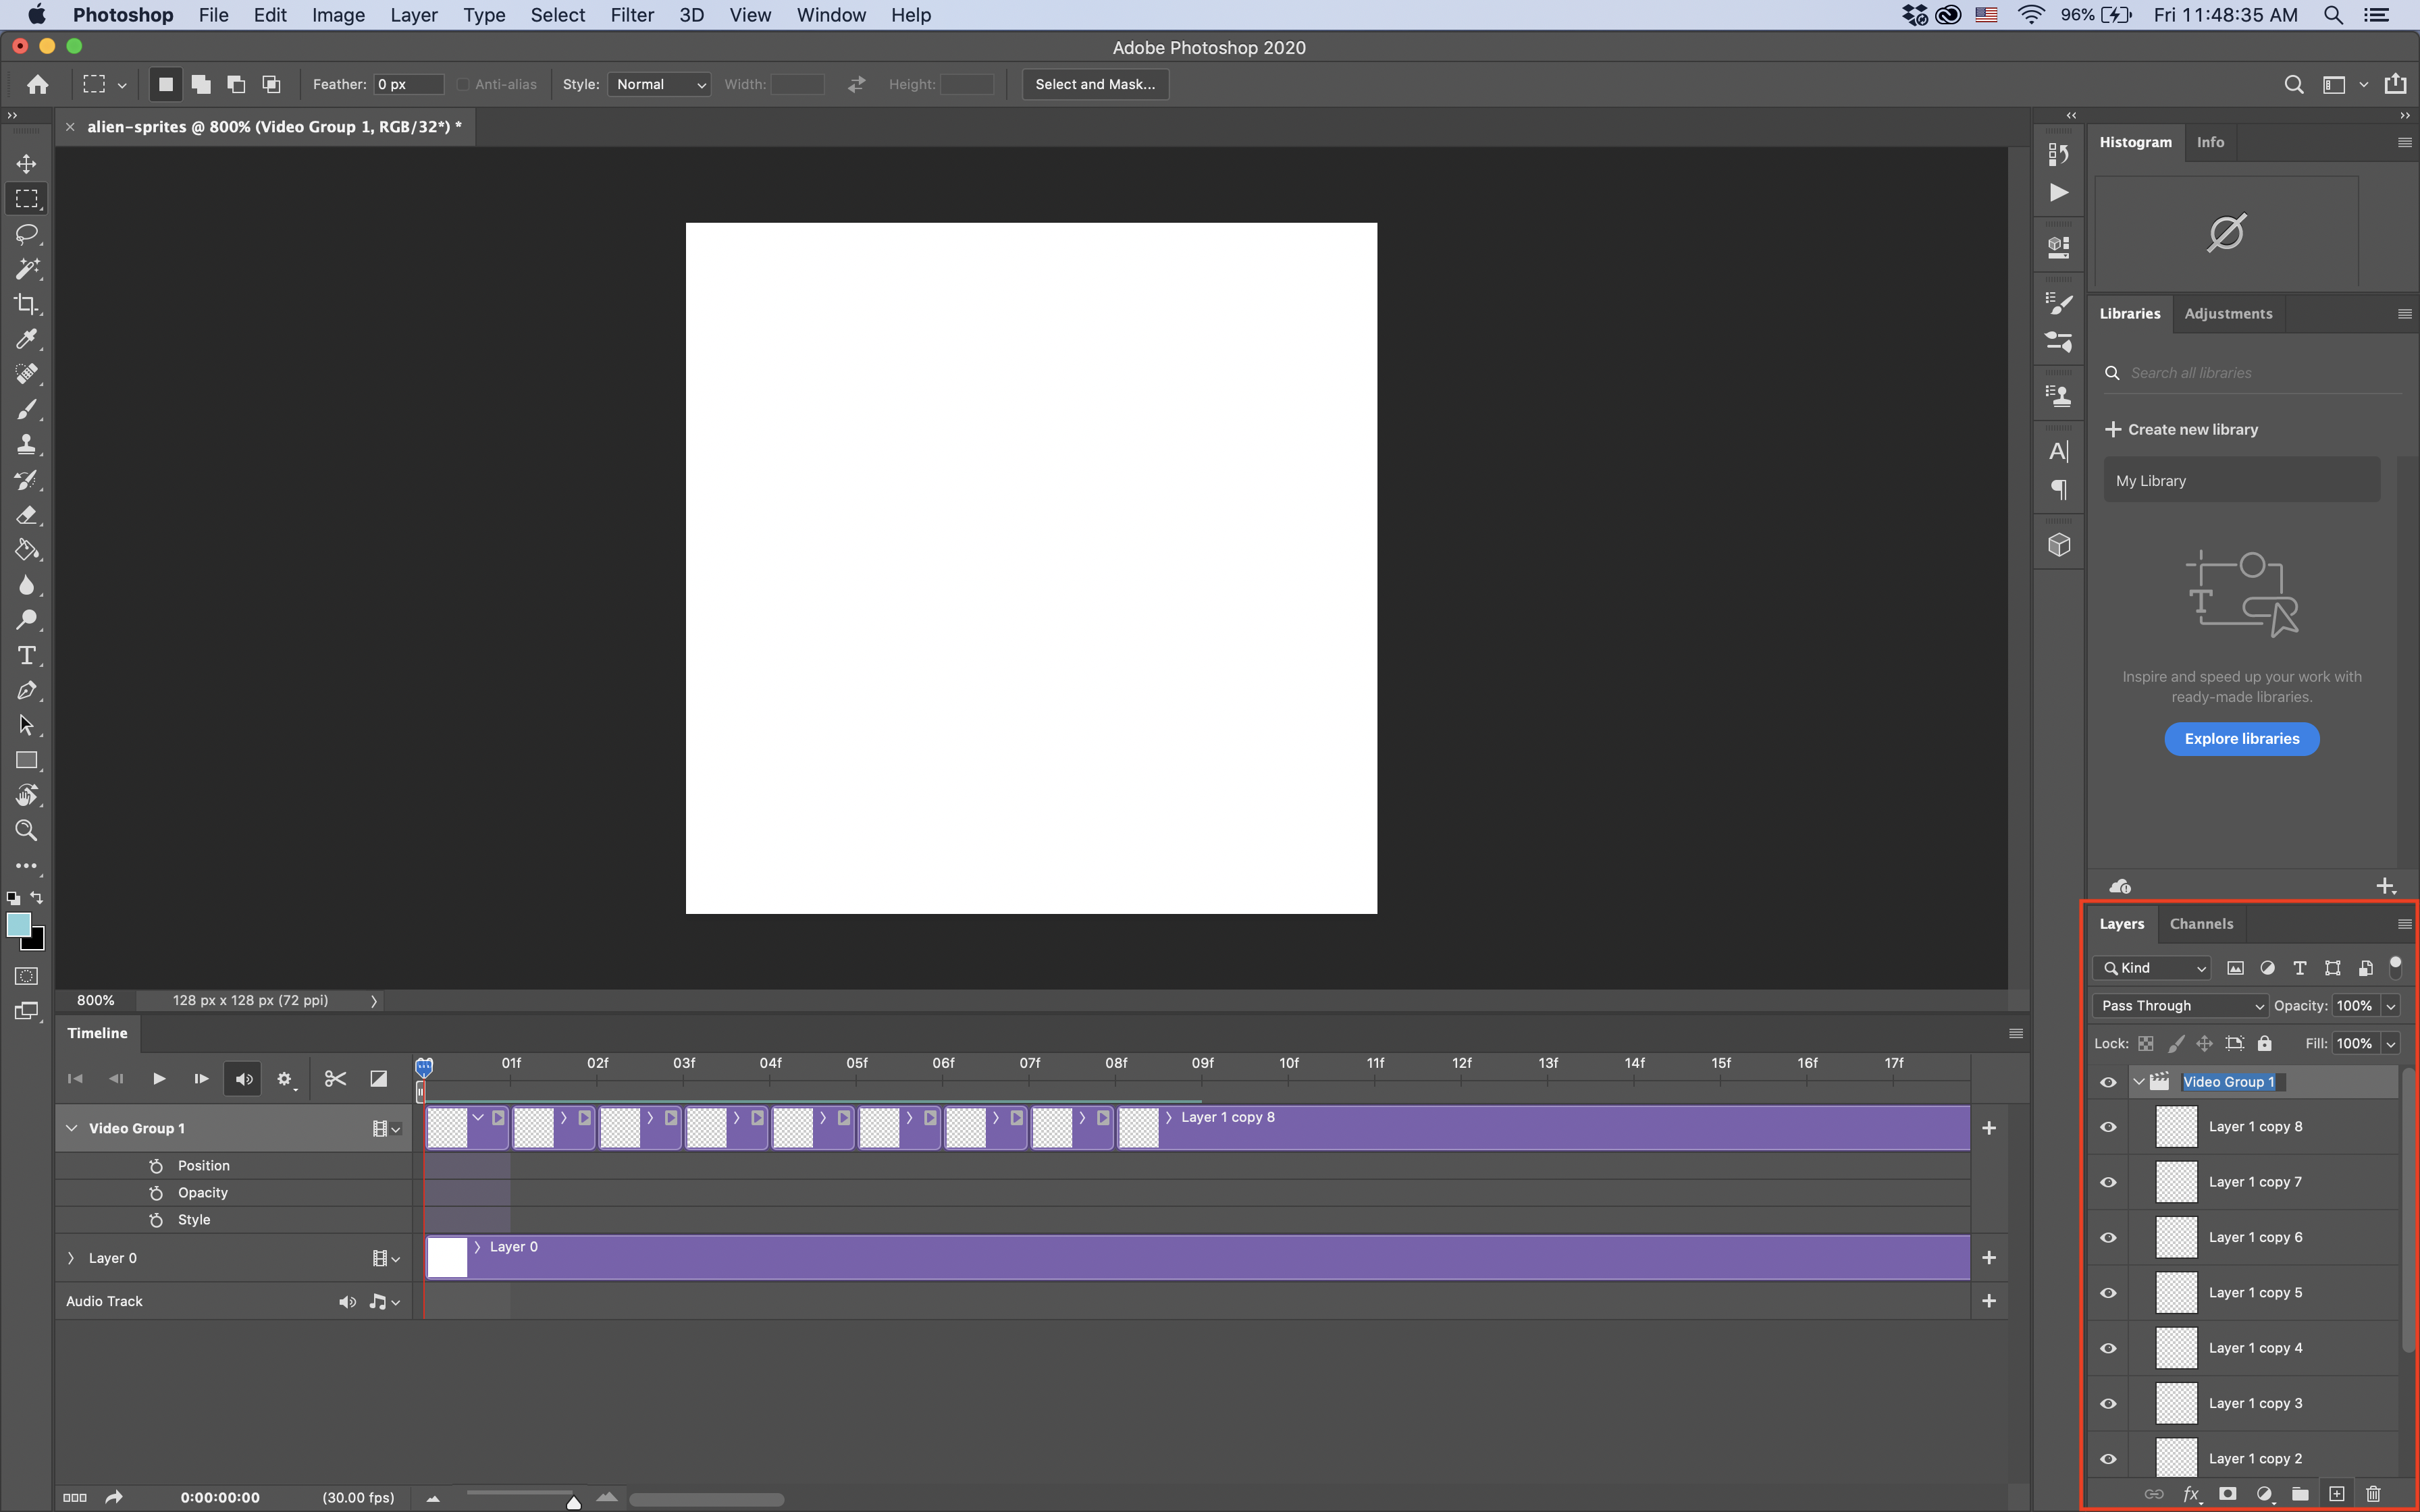 Photoshop File Edit Image Layer Type Select Filter 3D View Window Help 96% Fri 11:48:35 AM
Adobe Photoshop 2020
Feather: 0 px Anti-alias Style: Normal Width: Height: Select and Mask...
alien-sprites @ 800% (Video Group 1, RGB/32*) *
Histogram Info
Libraries Adjustments
Search all libraries
Create new library
My Library
Inspire and speed up your work with
ready-made libraries.
Explore libraries
Layers Channels
Kind
Pass Through Opacity: 100%
Lock: Fill: 100%
Video Group 1
Layer 1 copy 8
Layer 1 copy 7
Layer 1 copy 6
Layer 1 copy 5
Layer 1 copy 4
Layer 1 copy 3
Layer 1 copy 2
fx
800% 128 px x 128 px (72 ppi)
Timeline
01f 02f 03f 04f 05f 06f 07f 08f 09f 10f 11f 12f 13f 14f 15f 16f 17f
Video Group 1 Layer 1 copy 8
Position
Opacity
Style
Layer 0 Layer 0
Audio Track
0:00:00:00 (30.00 fps)